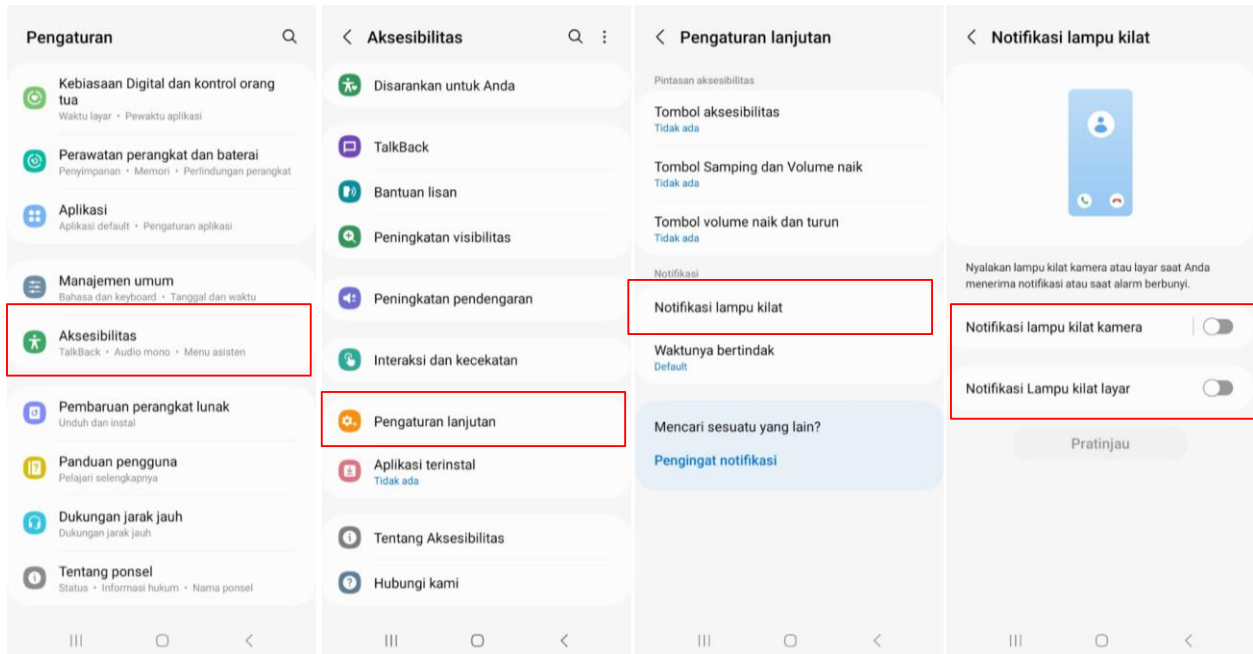 Pengaturan
Kebiasaan Digital dan kontrol orang
tua
Waktu layar • Pewaktu aplikasi
Perawatan perangkat dan baterai
Penyimpanan • Memori • Perlindungan perangkat
Aplikasi
Aplikasi default • Pengaturan aplikasi
Manajemen umum
Bahasa dan keyboard • Tanggal dan waktu
Aksesibilitas
TalkBack • Audio mono • Menu asisten
Pembaruan perangkat lunak
Unduh dan instal
Panduan pengguna
Pelajari selengkapnya
Dukungan jarak jauh
Dukungan jarak jauh
Tentang ponsel
Status • Informasi hukum • Nama ponsel
Aksesibilitas
Disarankan untuk Anda
TalkBack
Bantuan lisan
Peningkatan visibilitas
Peningkatan pendengaran
Interaksi dan kecekatan
Pengaturan lanjutan
Aplikasi terinstal
Tidak ada
Tentang Aksesibilitas
Hubungi kami
Pengaturan lanjutan
Pintasan aksesibilitas
Tombol aksesibilitas
Tidak ada
Tombol Samping dan Volume naik
Tidak ada
Tombol volume naik dan turun
Tidak ada
Notifikasi
Notifikasi lampu kilat
Waktunya bertindak
Default
Mencari sesuatu yang lain?
Pengingat notifikasi
Notifikasi lampu kilat
Nyalakan lampu kilat kamera atau layar saat Anda
menerima notifikasi atau saat alarm berbunyi.
Notifikasi lampu kilat kamera
Notifikasi Lampu kilat layar
Pratinjau